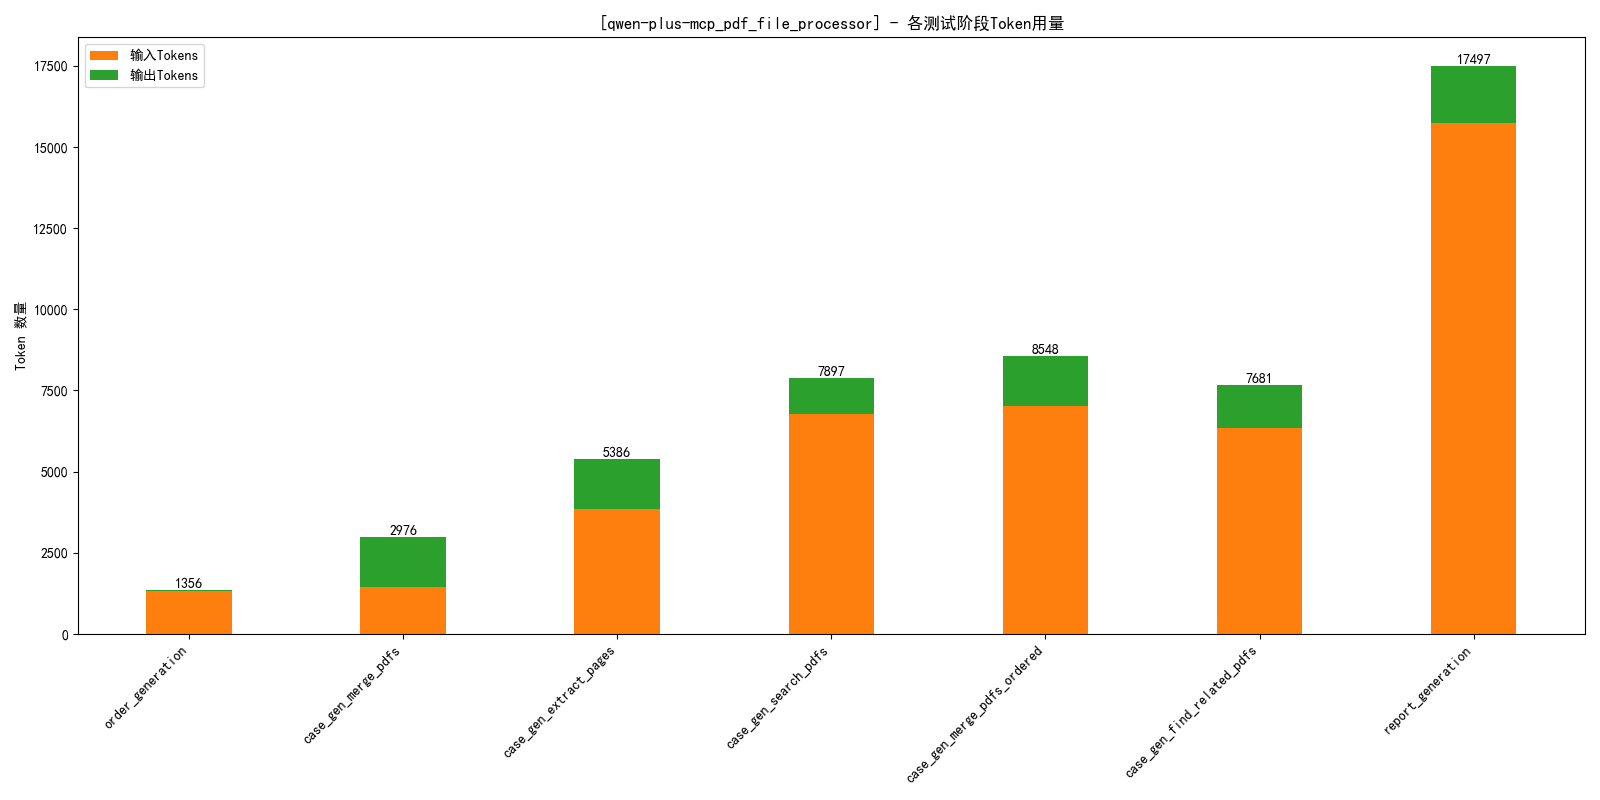 [qwen-plus-mcp_pdf_file_processor] - 各测试阶段Token用量
输入Tokens
输出Tokens
Token 数量
17500
15000
12500
10000
7500
5000
2500
0
1356
2976
5386
7897
8548
7681
17497
order_generation
case_gen_merge_pdfs
case_gen_extract_pages
case_gen_search_pdfs
case_gen_merge_pdfs_ordered
case_gen_find_related_pdfs
report_generation